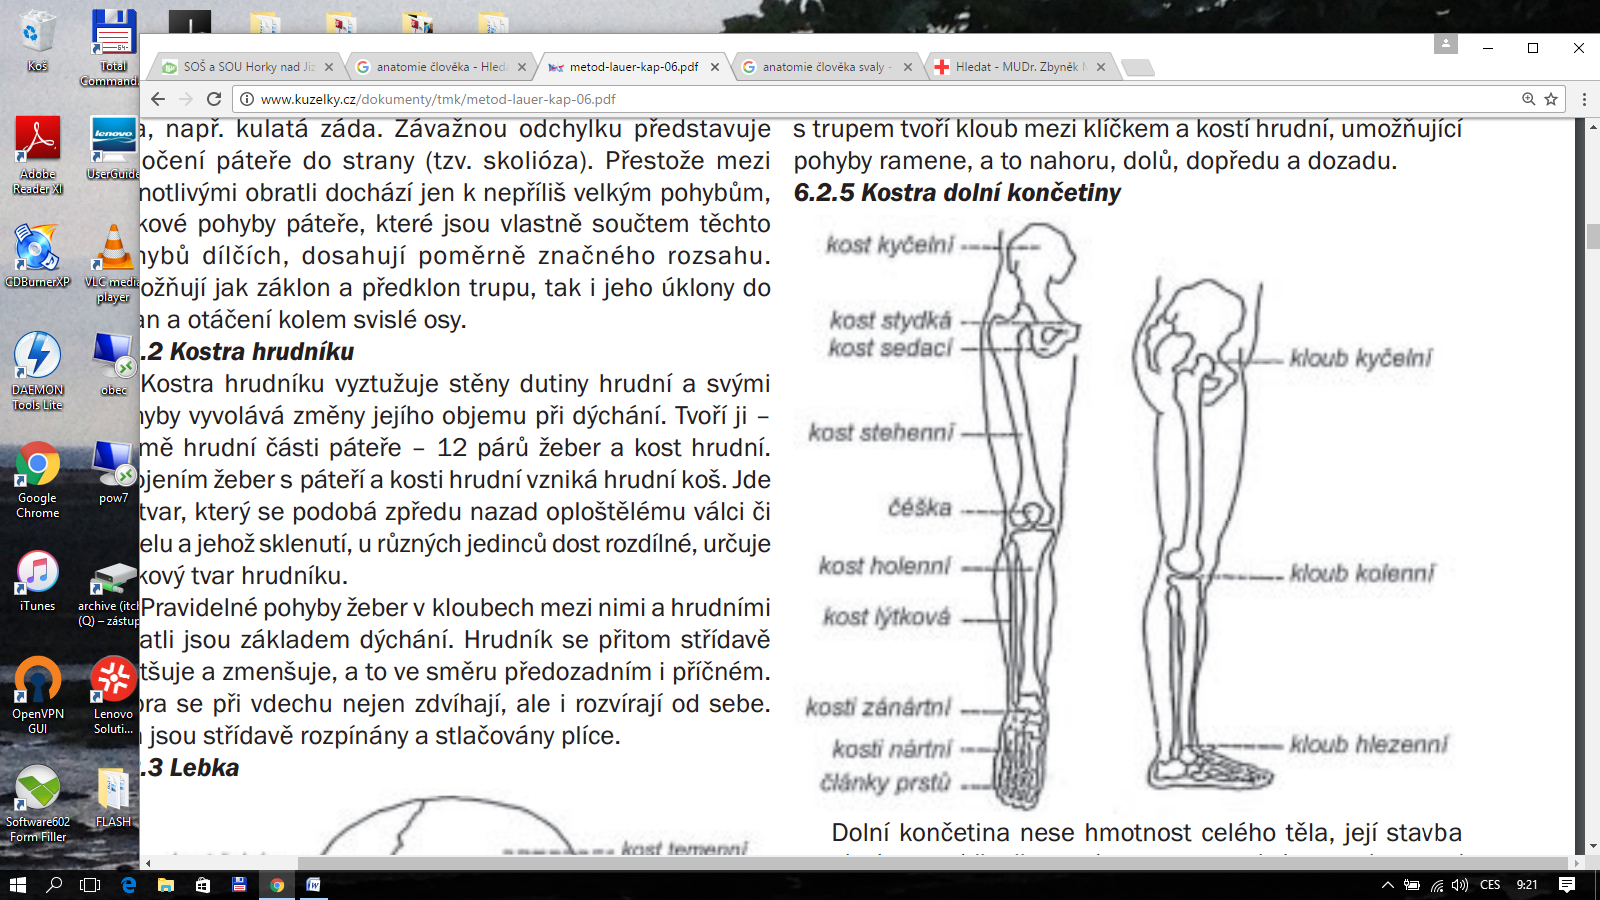 Koš
Total
Command...
Adobe
Reader XI
UserGuide
CDBurnerXP
VLC media
player
DAEMON
Tools Lite
obec
Google
Chrome
pow7
iTunes
archive (itch
(Q) – zástup
OpenVPN
GUI
Lenovo
Soluti...
Software602
Form Filler
FLASH
SOŠ a SOU Horky nad Jiz
anatomie člověka - Hled
metod-lauer-kap-06.pdf
anatomie člověka svaly -
Hledat - MUDr. Zbyněk M
www.kuzelky.cz/dokumenty/tmk/metod-lauer-kap-06.pdf
a, např. kulatá záda. Závažnou odchylku představuje
očení páteře do strany (tzv. skolióza). Přestože mezi
notlivými obratli dochází jen k nepříliš velkým pohybům,
kové pohyby páteře, které jsou vlastně součtem těchto
hybů dílčích, dosahují poměrně značného rozsahu.
ožňují jak záklon a předklon trupu, tak i jeho úklony do
an a otáčení kolem svislé osy.
.2 Kostra hrudníku
Kostra hrudníku vyztužuje stěny dutiny hrudní a svými
hyby vyvolává změny jejího objemu při dýchání. Tvoří ji –
mě hrudní části páteře – 12 párů žeber a kost hrudní.
ojením žeber s páteří a kosti hrudní vzniká hrudní koš. Jde
tvar, který se podobá zpředu nazad oploštělému válci či
elu a jehož sklenutí, u různých jedinců dost rozdílné, určuje
kový tvar hrudníku.
Pravidelné pohyby žeber v kloubech mezi nimi a hrudními
atli jsou základem dýchání. Hrudník se přitom střídavě
tšuje a zmenšuje, a to ve směru předozadním i příčném.
bra se při vdechu nejen zdvíhají, ale i rozvírají od sebe.
jsou střídavě rozpínány a stlačovány plíce.
.3 Lebka
kost temenní
s trupem tvoří kloub mezi klíčkem a kostí hrudní, umožňující
pohyby ramene, a to nahoru, dolů, dopředu a dozadu.
6.2.5 Kostra dolní končetiny
kost kyčelní
kost stydká
kost sedací
kost stehenní
čéška
kost holenní
kost lýtková
kosti zánártní
kosti nártní
články prstů
kloub kyčelní
kloub kolenní
kloub hlezenní
Dolní končetina nese hmotnost celého těla, její stavba
CES
9:21